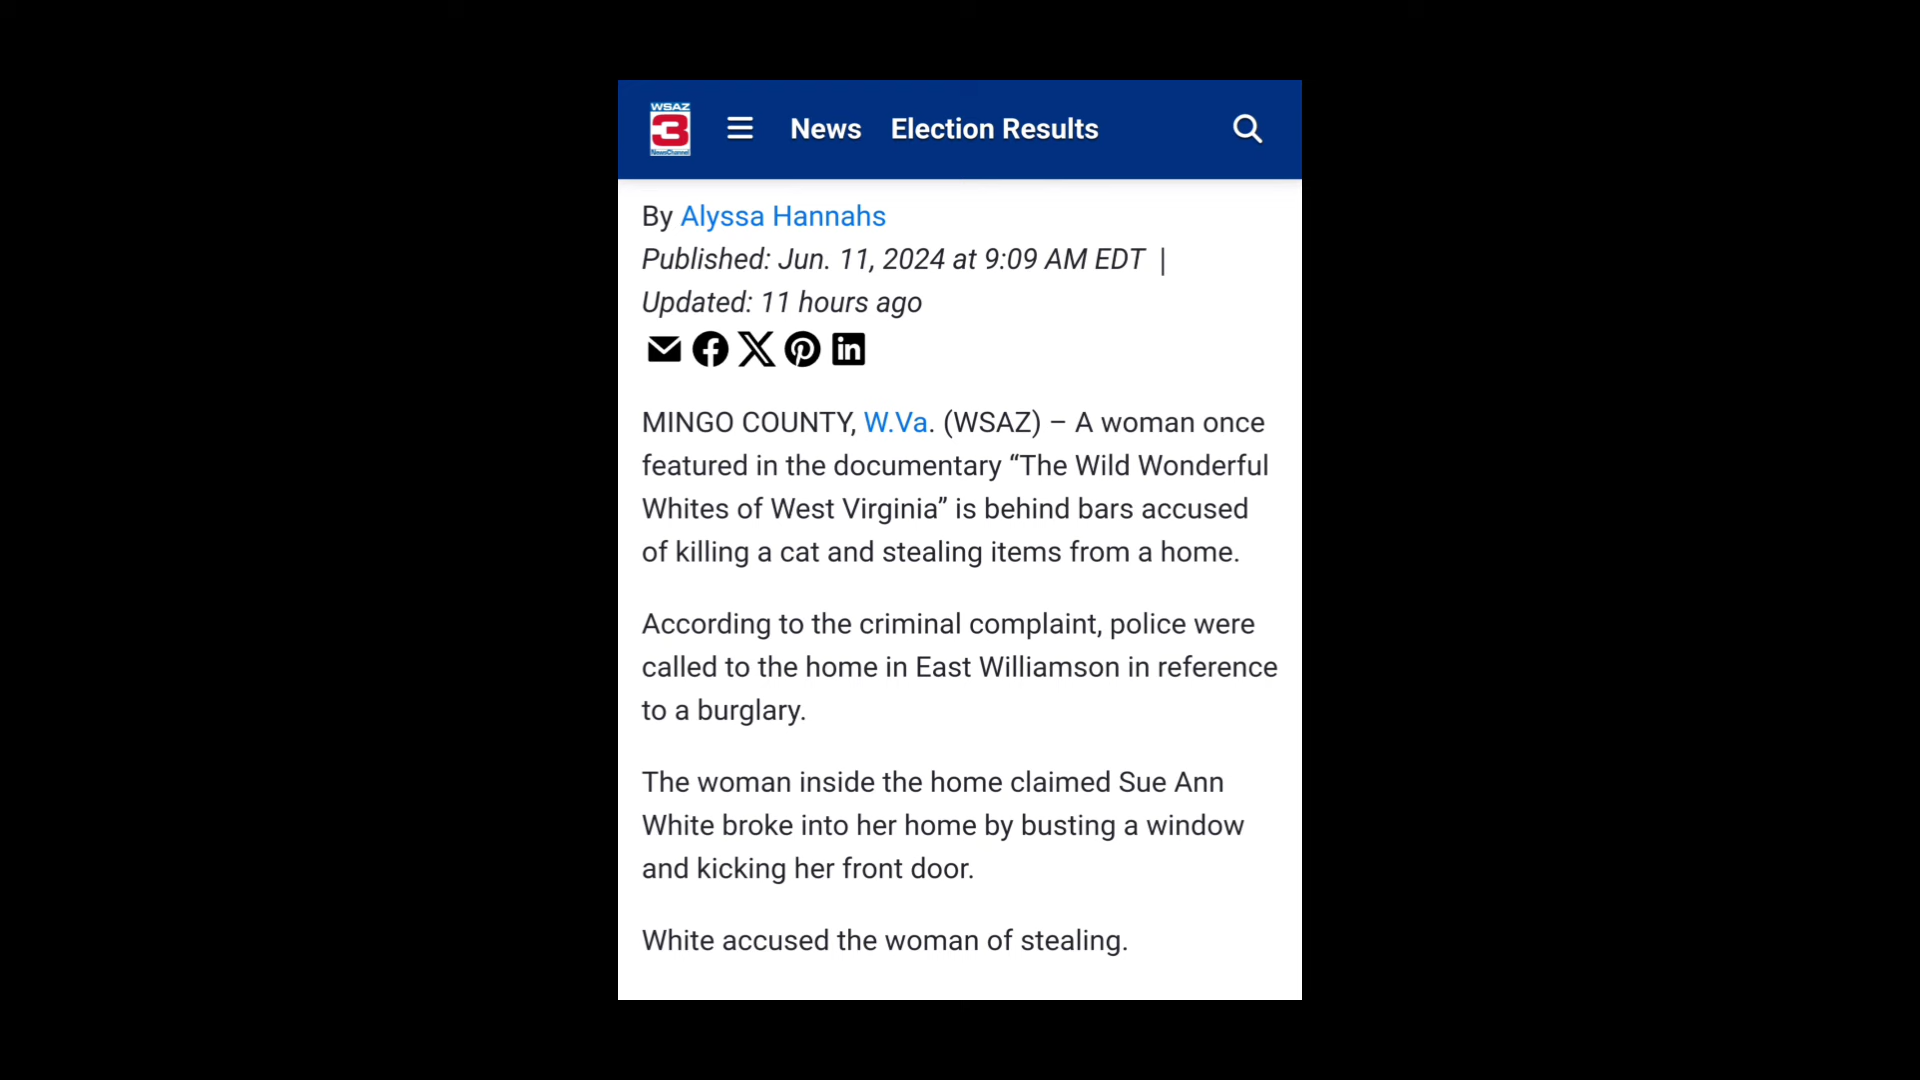 WSAZ
3
NewsChannel
News Election Results
By Alyssa Hannahs
Published: Jun. 11, 2024 at 9:09 AM EDT |
Updated: 11 hours ago
MINGO COUNTY, W.Va. (WSAZ) – A woman once
featured in the documentary “The Wild Wonderful
Whites of West Virginia” is behind bars accused
of killing a cat and stealing items from a home.
According to the criminal complaint, police were
called to the home in East Williamson in reference
to a burglary.
The woman inside the home claimed Sue Ann
White broke into her home by busting a window
and kicking her front door.
White accused the woman of stealing.